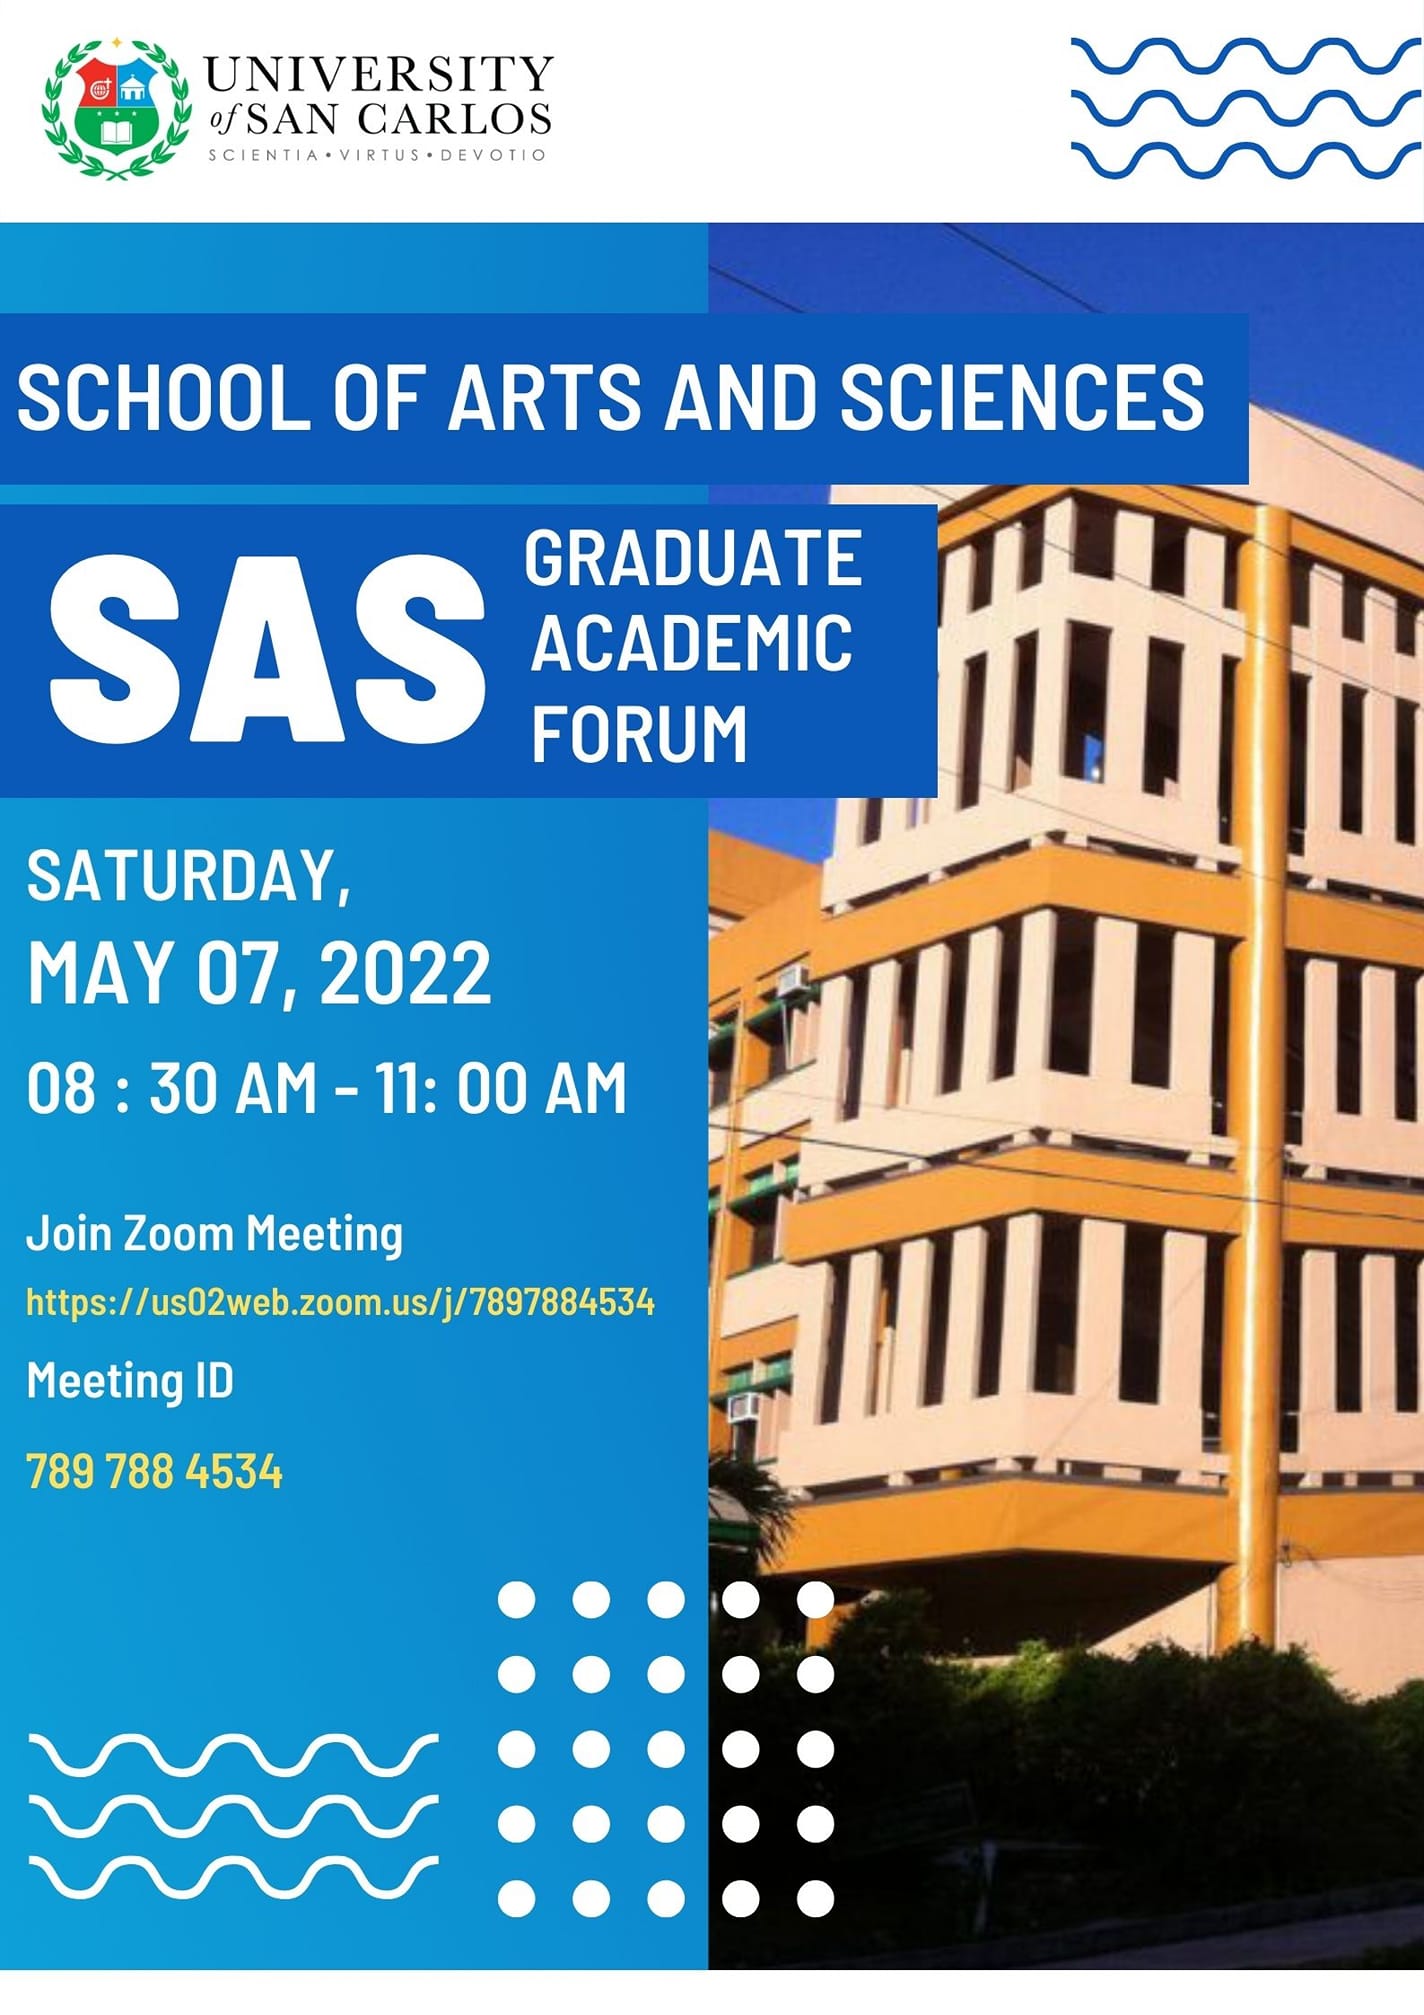 UNIVERSITY
of SAN CARLOS
SCIENTIA • VIRTUS • DEVOTIO
SCHOOL OF ARTS AND SCIENCES
SAS
GRADUATE
ACADEMIC
FORUM
SATURDAY,
MAY 07, 2022
08 : 30 AM - 11: 00 AM
Join Zoom Meeting
https://us02web.zoom.us/j/7897884534
Meeting ID
789 788 4534